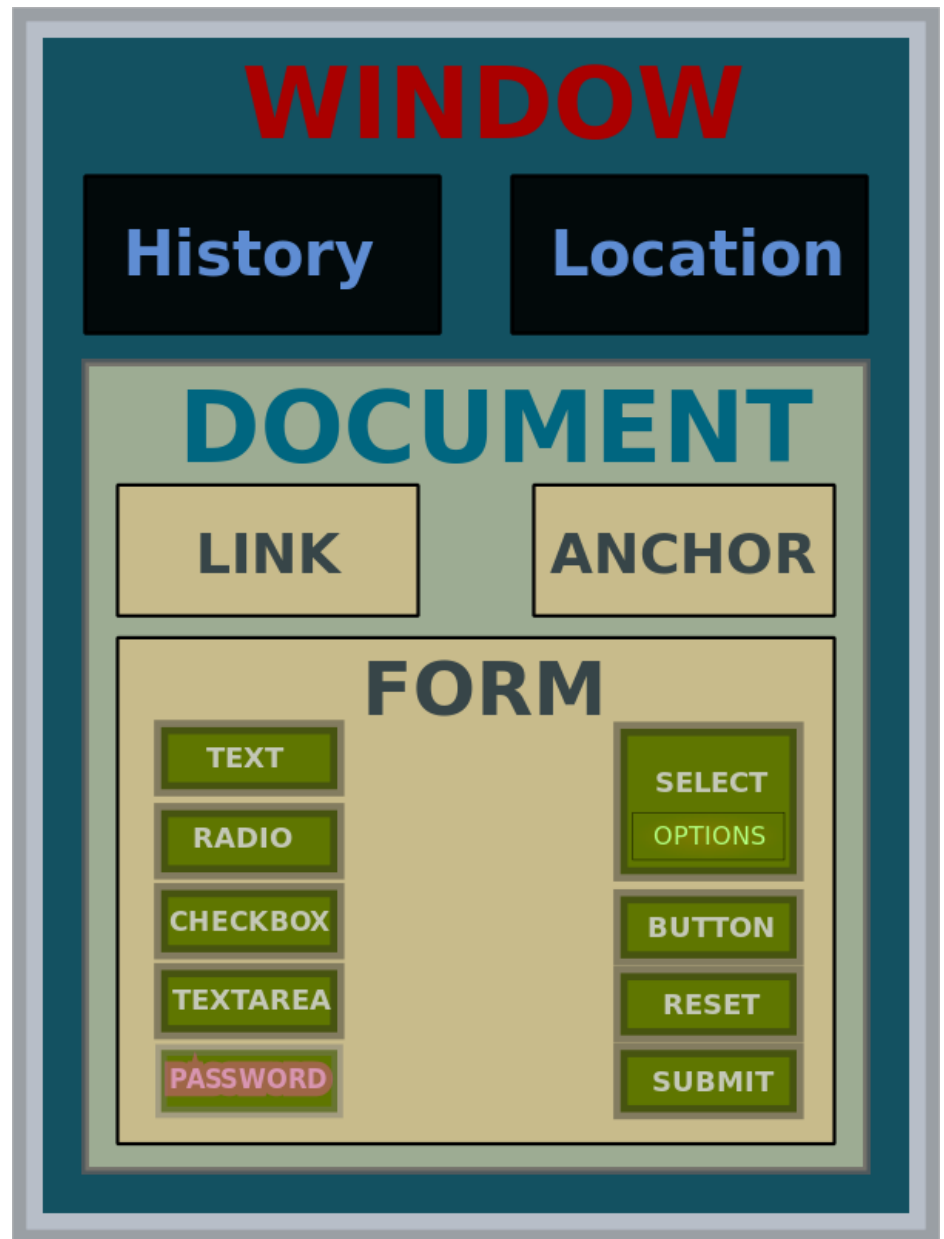 WINDOW
History
Location
DOCUMENT
LINK
ANCHOR
FORM
TEXT
RADIO
CHECKBOX
TEXTAREA
PASSWORD
SELECT
OPTIONS
BUTTON
RESET
SUBMIT